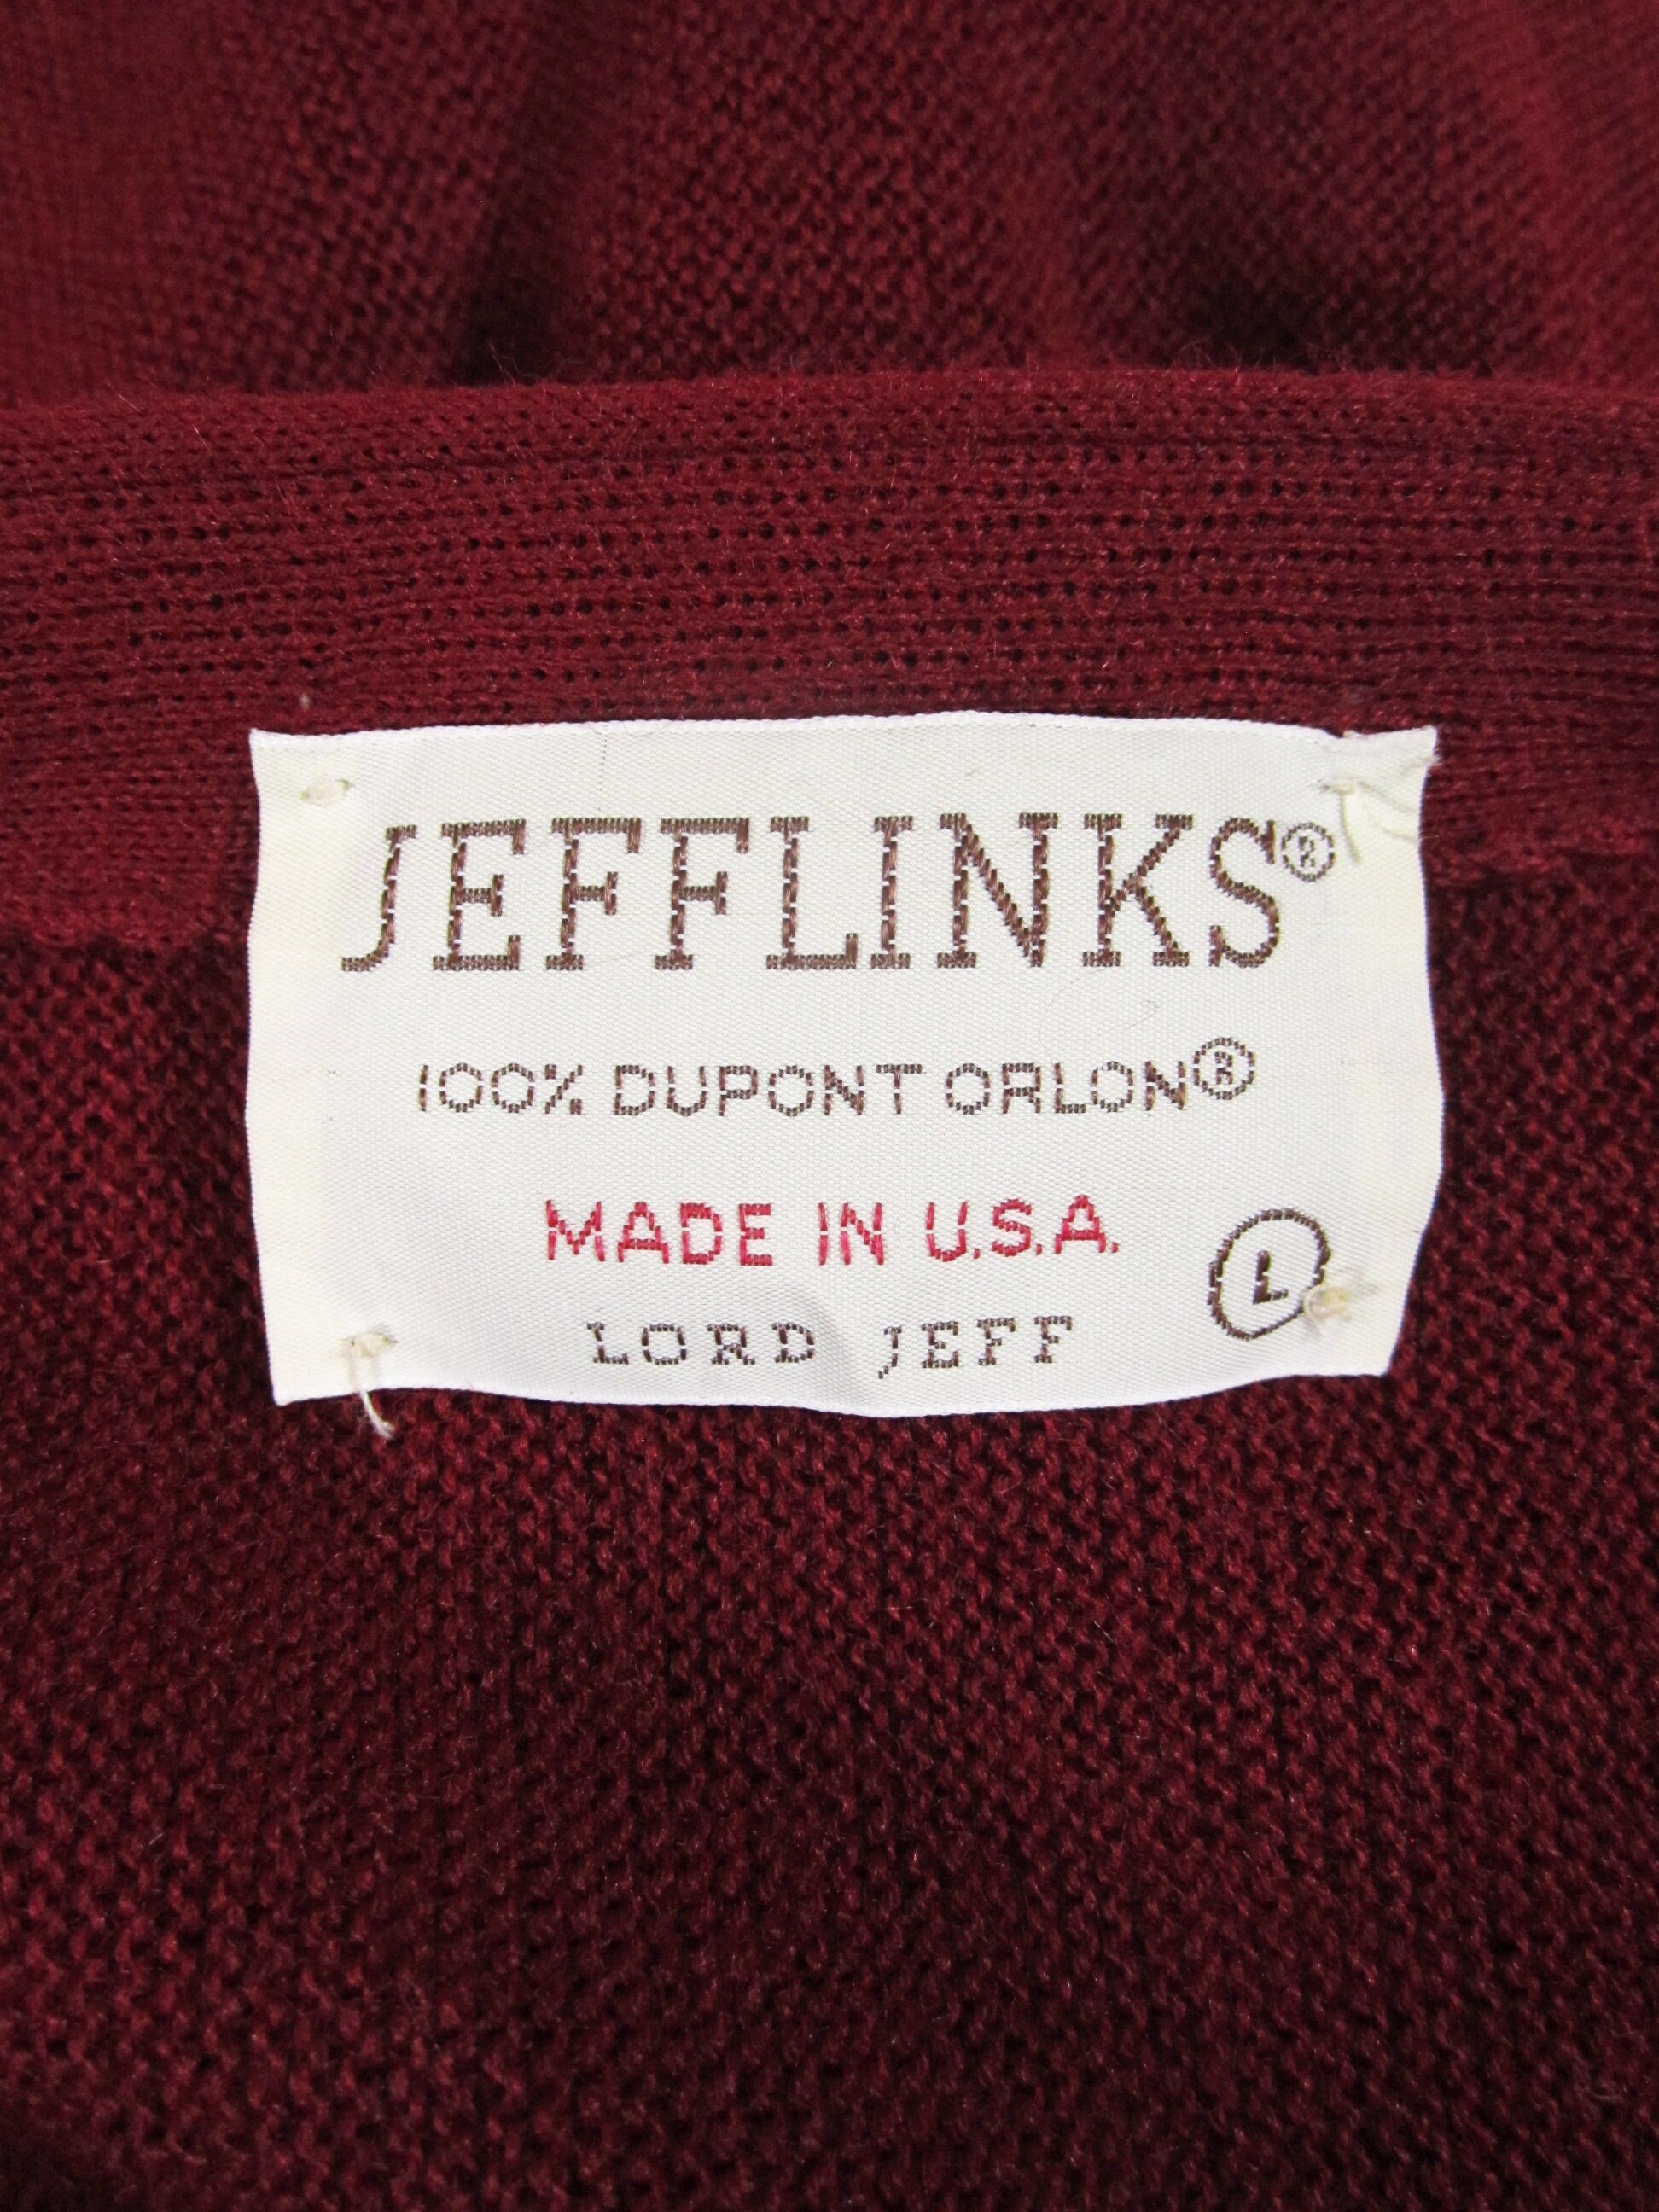 JEFFLINKS®
100% DUPONT ORLON®
MADE IN U.S.A.
L
LORD JEFF